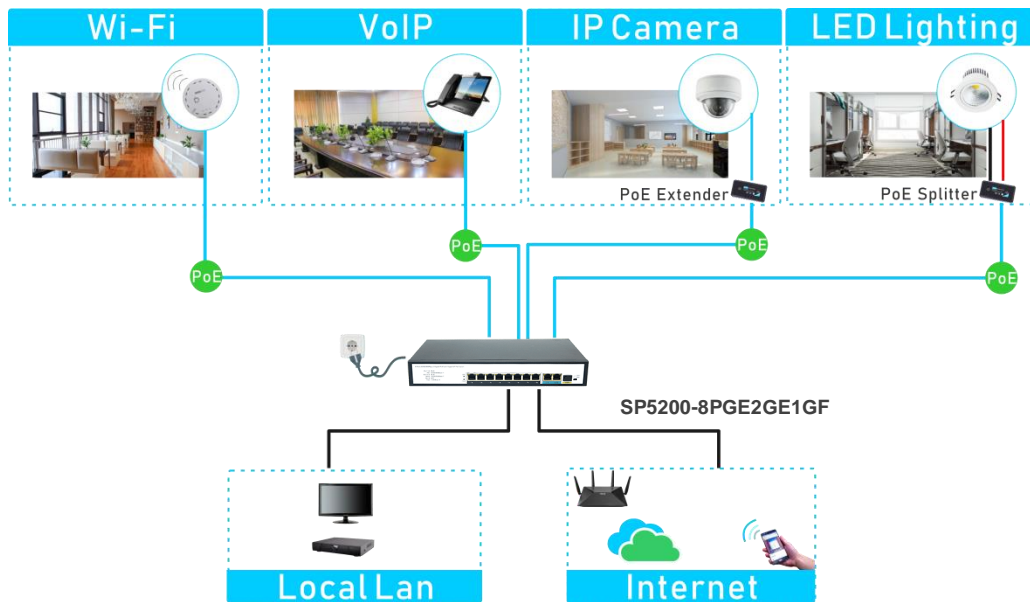 Wi-Fi
VoIP
IP Camera
LED Lighting
PoE Extender
PoE Splitter
PoE
PoE
PoE
PoE
SP5200-8PGE2GE1GF
Local Lan
Internet